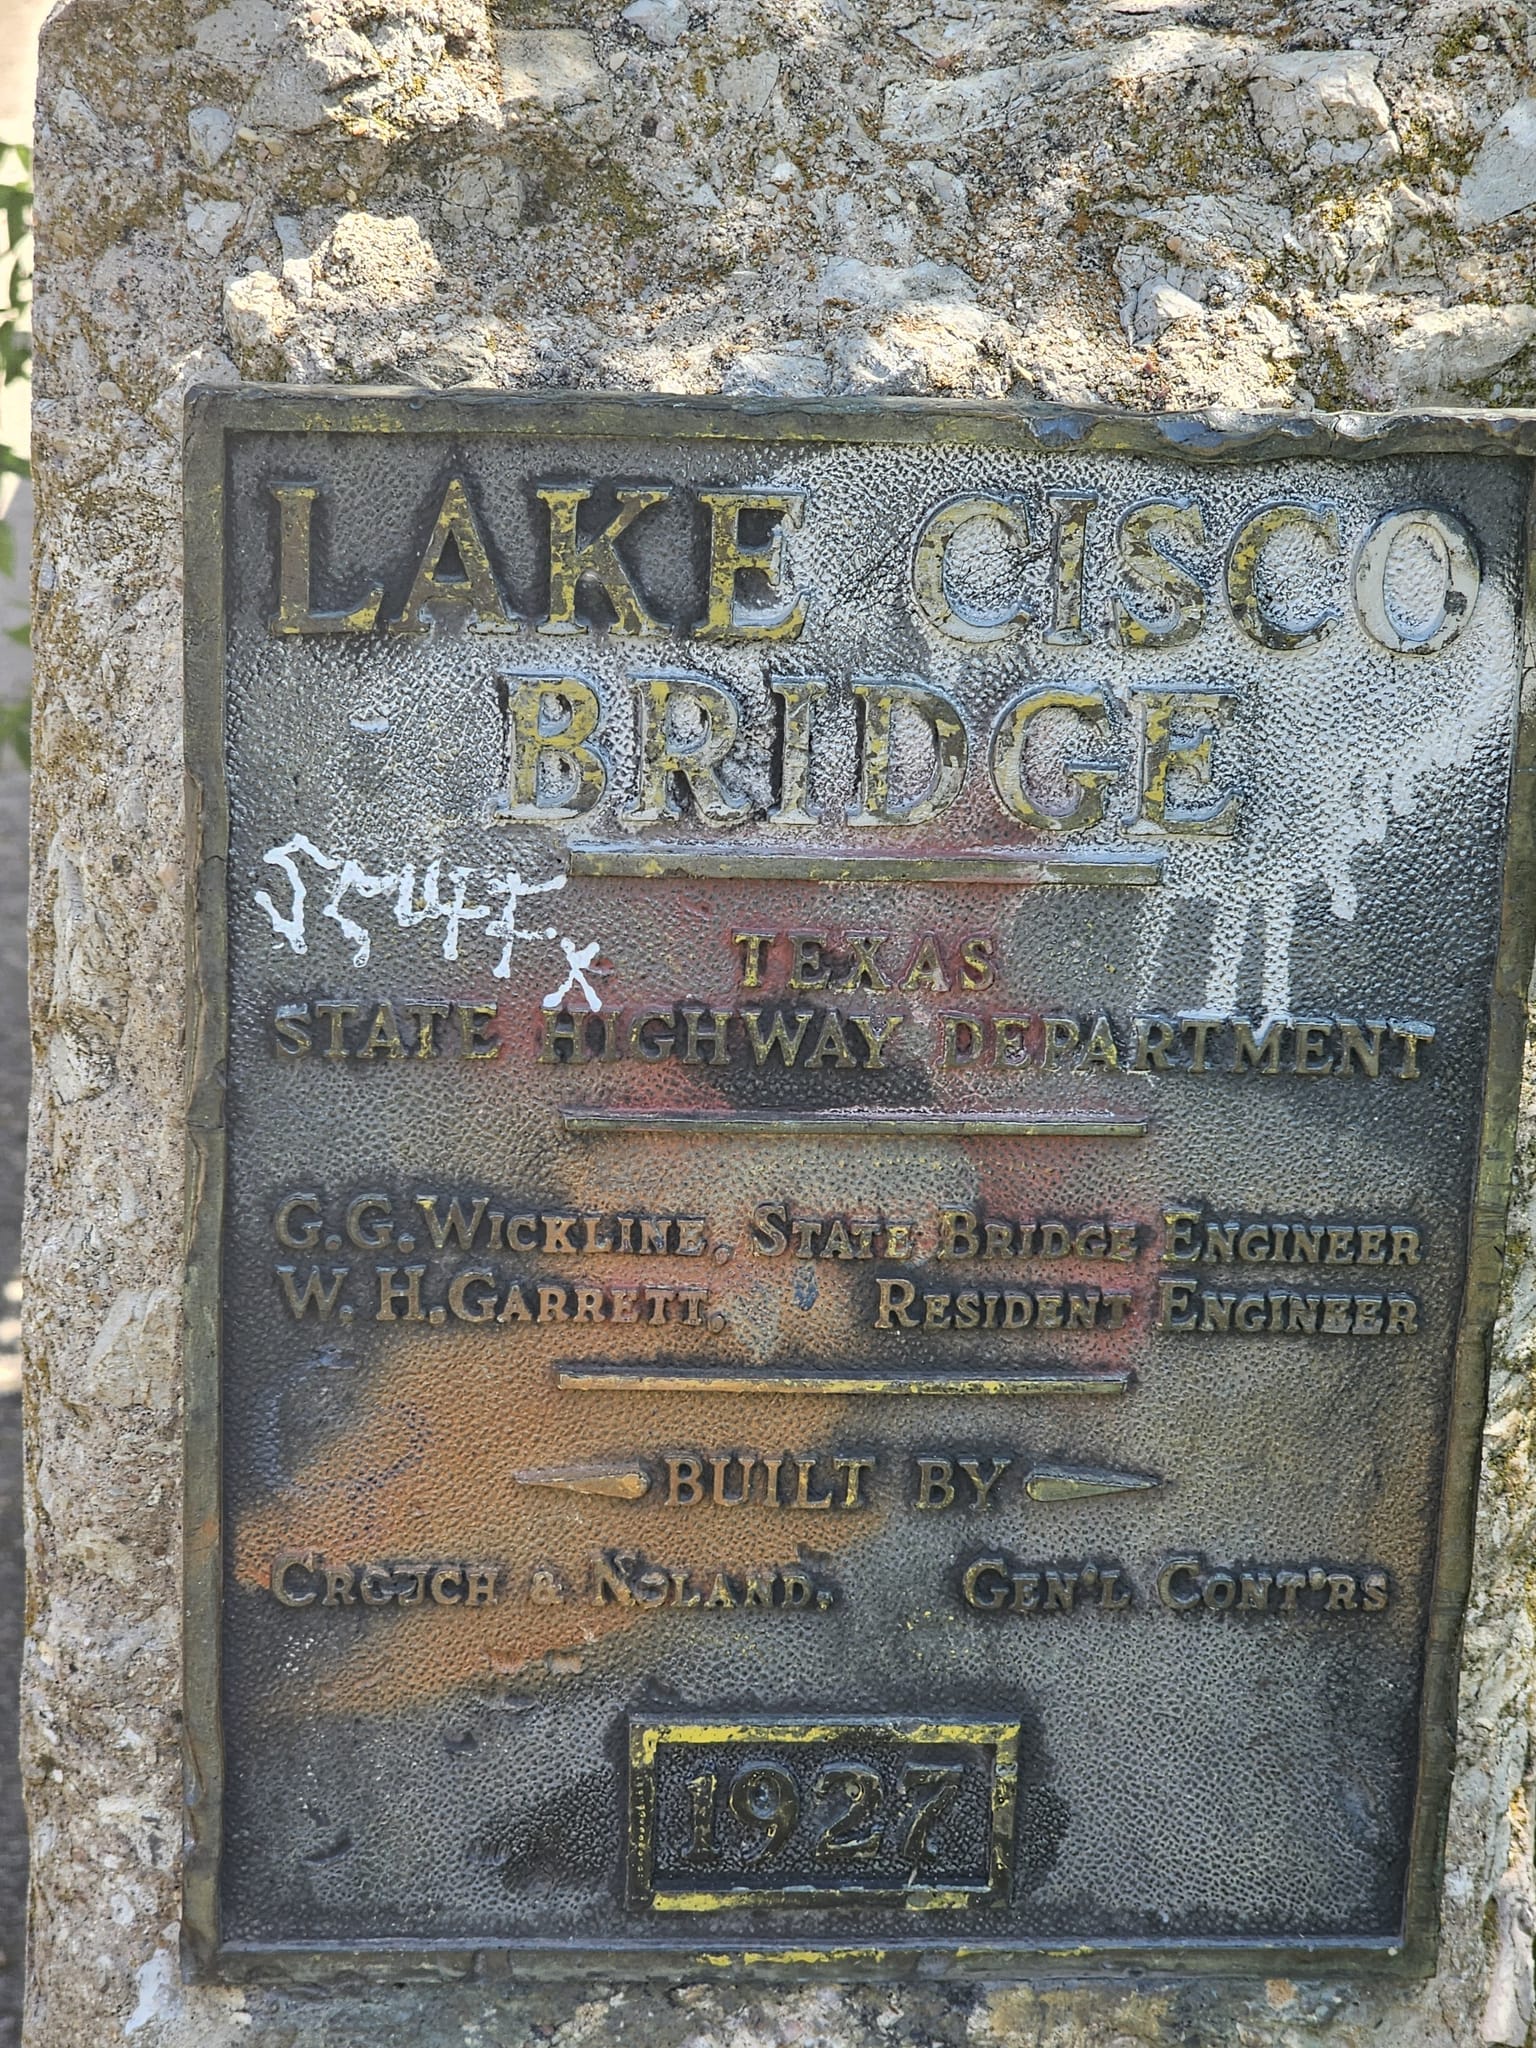 LAKE CISCO
BRIDGE
TEXAS
STATE HIGHWAY DEPARTMENT
G.G. WICKLINE, STATE BRIDGE ENGINEER
W. H. GARRETT, RESIDENT ENGINEER
BUILT BY
CROUCH & NOLAND, GEN'L CONT'RS
1927